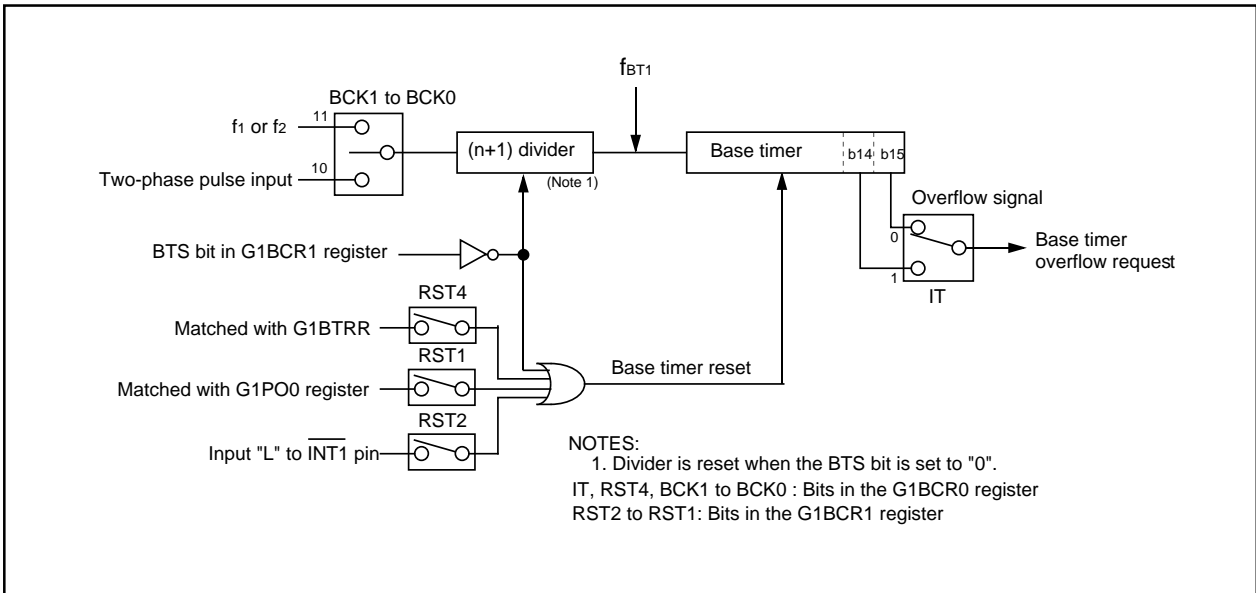 fBT1
BCK1 to BCK0
11
f1 or f2
10
Two-phase pulse input
(n+1) divider
(Note 1)
Base timer
b14 b15
Overflow signal
0
1
IT
Base timer
overflow request
BTS bit in G1BCR1 register
RST4
Matched with G1BTRR
RST1
Matched with G1PO0 register
RST2
Input "L" to INT1 pin
Base timer reset
NOTES:
1. Divider is reset when the BTS bit is set to "0".
IT, RST4, BCK1 to BCK0 : Bits in the G1BCR0 register
RST2 to RST1: Bits in the G1BCR1 register